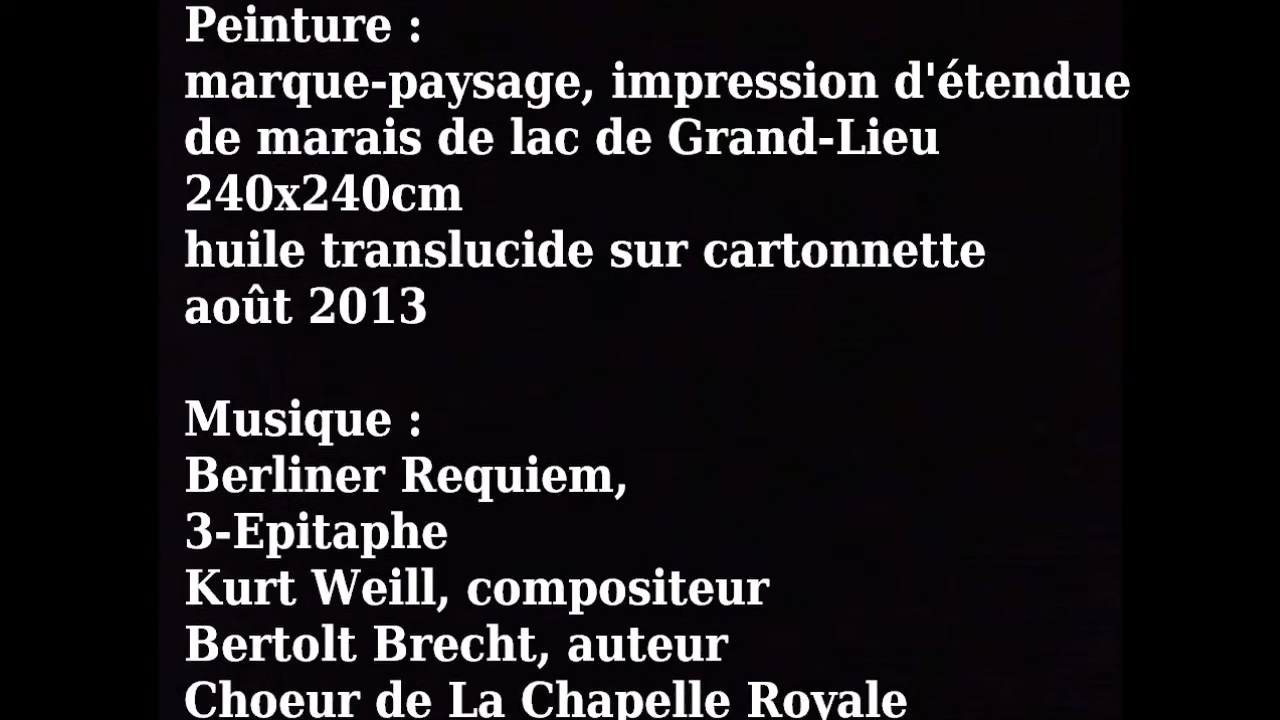 Peinture :
marque-paysage, impression d'étendue
de marais de lac de Grand-Lieu
240x240cm
huile translucide sur cartonnette
août 2013
Musique :
Berliner Requiem,
3-Epitaphe
Kurt Weill, compositeur
Bertolt Brecht, auteur
Choeur de La Chapelle Royale